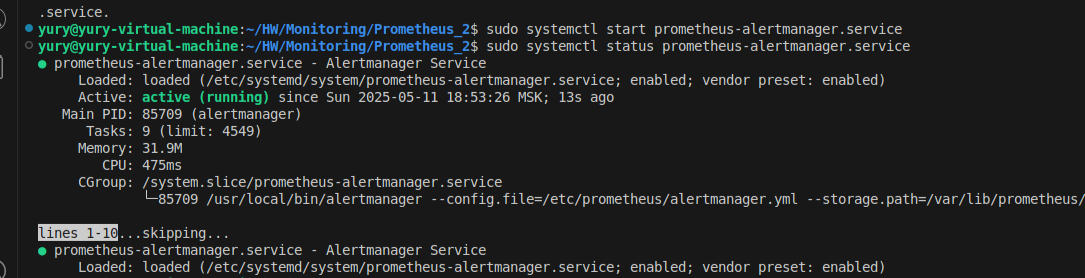 .service.
yury@yury-virtual-machine:~/HW/Monitoring/Prometheus_2$ sudo systemctl start prometheus-alertmanager.service
yury@yury-virtual-machine:~/HW/Monitoring/Prometheus_2$ sudo systemctl status prometheus-alertmanager.service
● prometheus-alertmanager.service - Alertmanager Service
Loaded: loaded (/etc/systemd/system/prometheus-alertmanager.service; enabled; vendor preset: enabled)
Active: active (running) since Sun 2025-05-11 18:53:26 MSK; 13s ago
Main PID: 85709 (alertmanager)
Tasks: 9 (limit: 4549)
Memory: 31.9M
CPU: 475ms
CGroup: /system.slice/prometheus-alertmanager.service
└─85709 /usr/local/bin/alertmanager --config.file=/etc/prometheus/alertmanager.yml --storage.path=/var/lib/prometheus/
lines 1-10...skipping...
● prometheus-alertmanager.service - Alertmanager Service
Loaded: loaded (/etc/systemd/system/prometheus-alertmanager.service; enabled; vendor preset: enabled)